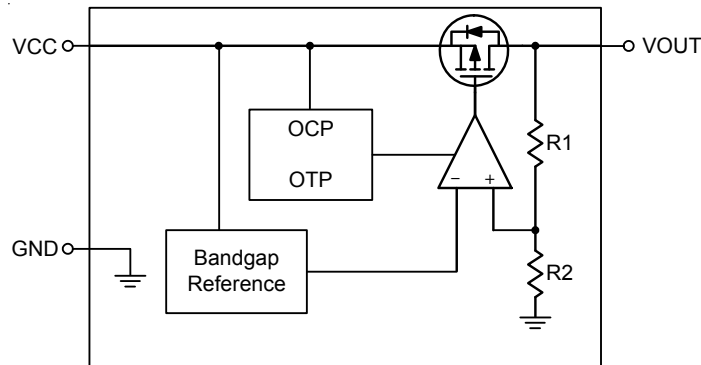 VCC
VOUT
OCP
OTP
R1
− +
GND
Bandgap
Reference
R2